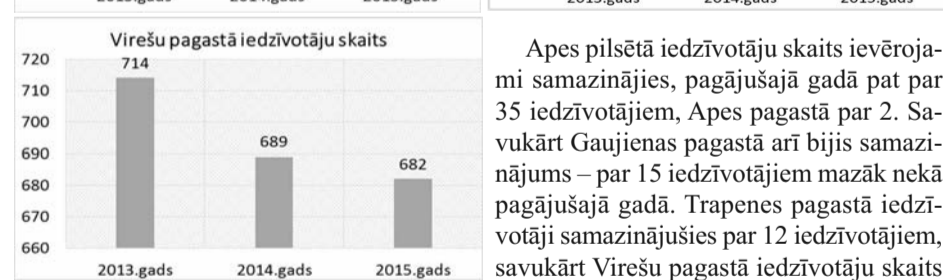 Virešu pagastā iedzīvotāju skaits
720
714
710
700
690
689
682
680
670
660
2013.gads 2014.gads 2015.gads
Apes pilsētā iedzīvotāju skaits ievēroja-
mi samazinājies, pagājušajā gadā pat par
35 iedzīvotājiem, Apes pagastā par 2. Sa-
vukārt Gaujienas pagastā arī bijis samazi-
nājums – par 15 iedzīvotājiem mazāk nekā
pagājušajā gadā. Trapenes pagastā iedzī-
votāji samazinājušies par 12 iedzīvotājiem,
savukārt Virešu pagastā iedzīvotāju skaits